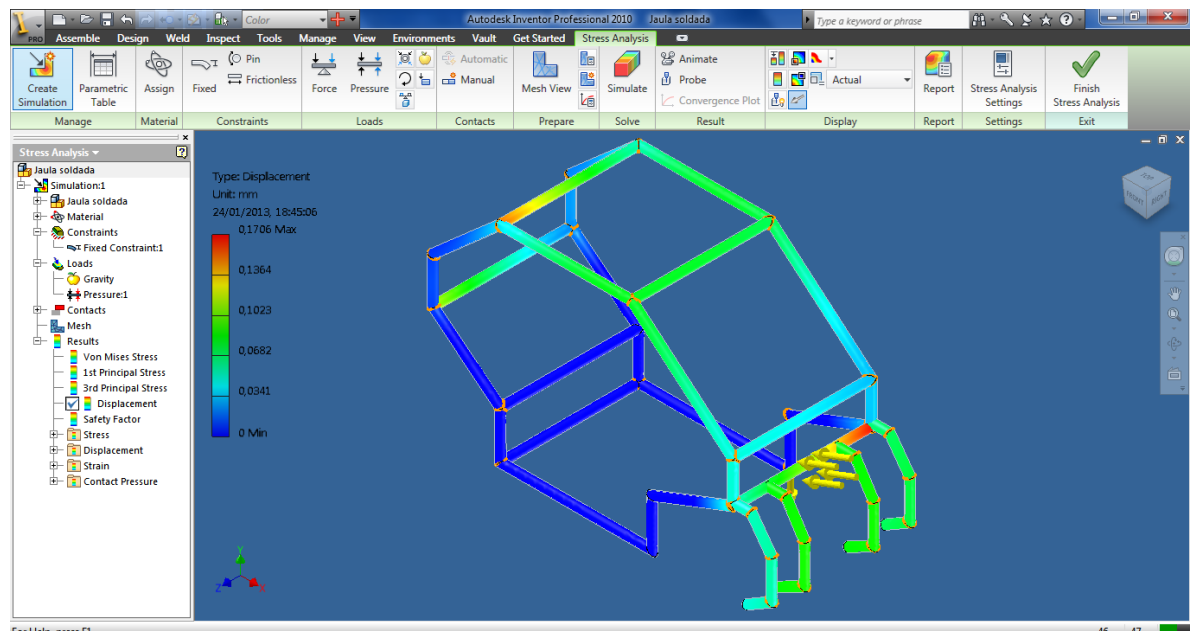 Color
Autodesk Inventor Professional 2010 Jaula soldada
Type a keyword or phrase
PRO
Assemble Design Weld Inspect Tools Manage View Environments Vault Get Started Stress Analysis
Create Simulation
Parametric Table
Assign
Fixed
Pin
Frictionless
Force
Pressure
Automatic
Manual
Mesh View
Simulate
Animate
Probe
Convergence Plot
Actual
Report
Stress Analysis Settings
Finish Stress Analysis
Manage Material Constraints Loads Contacts Prepare Solve Result Display Report Settings Exit
Stress Analysis
Jaula soldada
Simulation:1
Jaula soldada
Material
Constraints
Fixed Constraint:1
Loads
Gravity
Pressure:1
Contacts
Mesh
Results
Von Mises Stress
1st Principal Stress
3rd Principal Stress
Displacement
Safety Factor
Stress
Displacement
Strain
Contact Pressure
Type: Displacement
Unit: mm
24/01/2013, 18:45:06
0,1706 Max
0,1364
0,1023
0,0682
0,0341
0 Min
TOP
FRONT
RIGHT
Y
Z
X